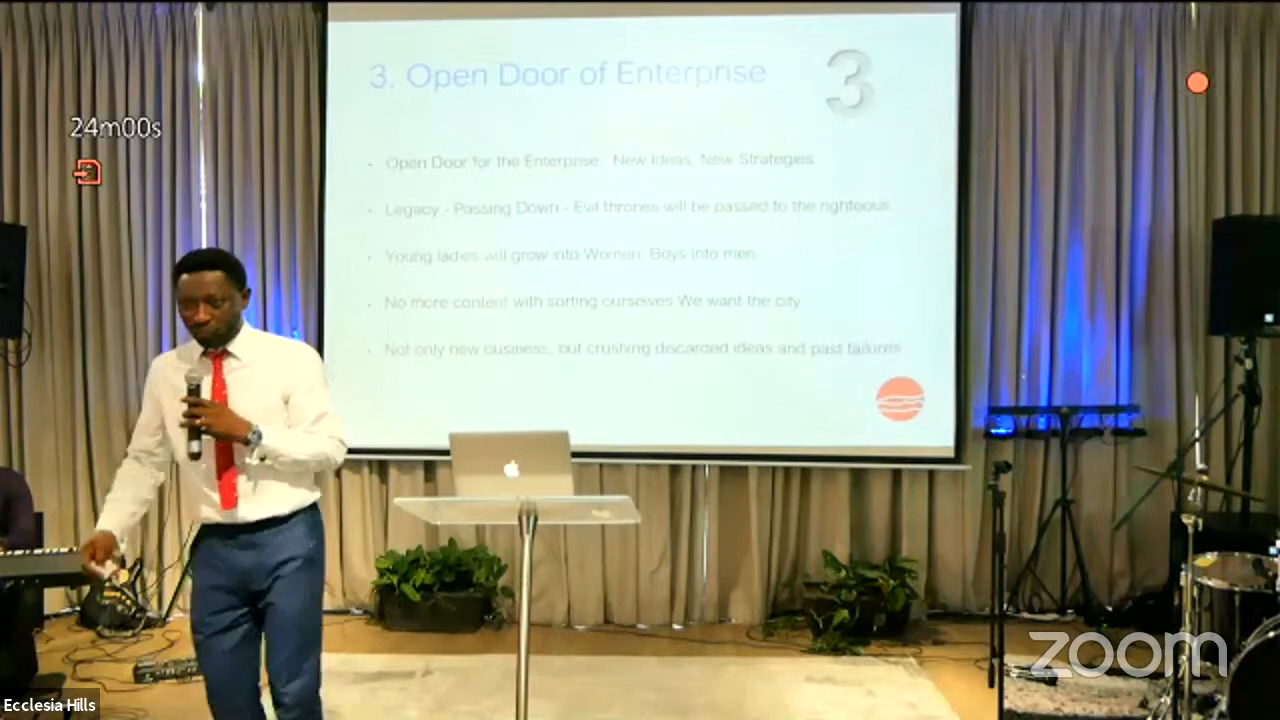 3. Open Door of Enterprise
3
24m00s
• Open Door for the Enterprise New Ideas, New Strategies
• Legacy - Passing Down - Evil thrones will be passed to the righteous
• Young ladies will grow into Women Boys into men
• No more content with sorting ourselves We want the city
• Not only new business, but crushing discarded ideas and past failures
zoom
Ecclesia Hills